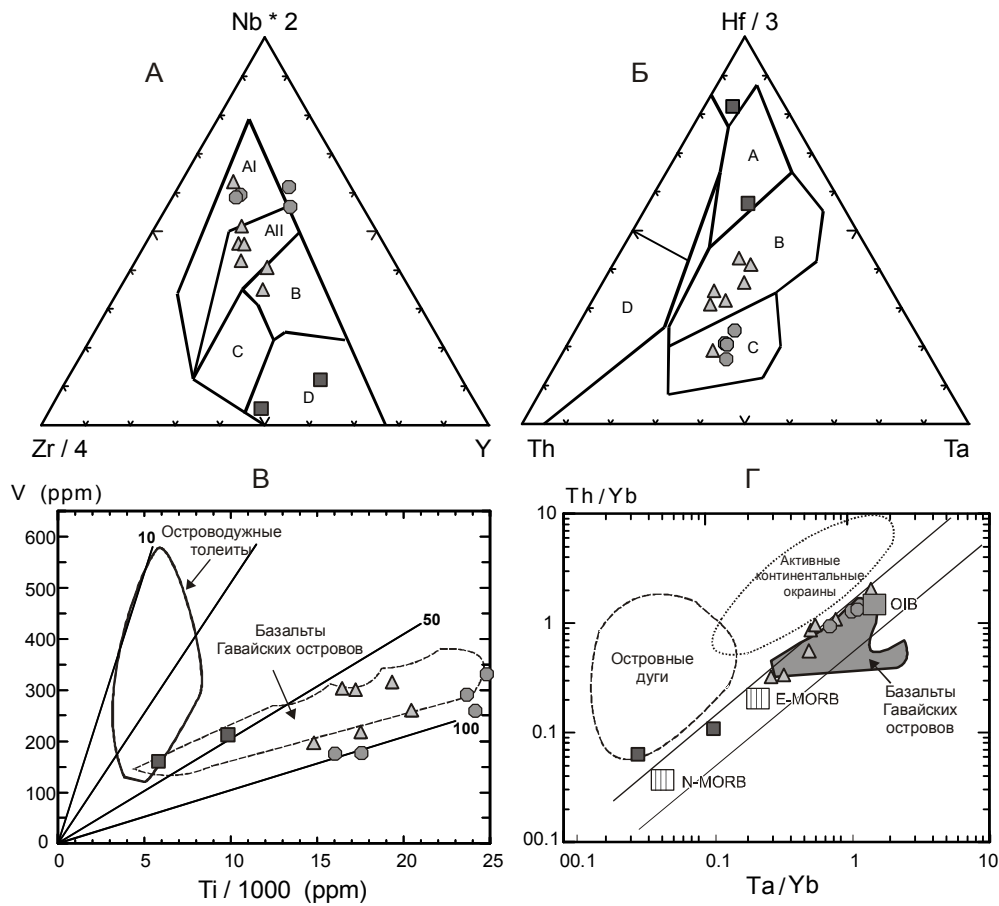 Nb * 2
А
AI
AII
B
C
D
Zr / 4
Y
Hf / 3
Б
A
B
D
C
Th
Ta
В
V (ppm)
600
500
400
300
200
100
0
10
Островодужные
толеиты
50
Базальты
Гавайских островов
100
0
5
10
15
20
25
Ti / 1000 (ppm)
Г
Th/Yb
10
1
0.1
00.1
Активные
континентальные
окраины
OIB
Островные
дуги
E-MORB
Базальты
Гавайских
островов
N-MORB
00.1
0.1
1
10
Ta/Yb